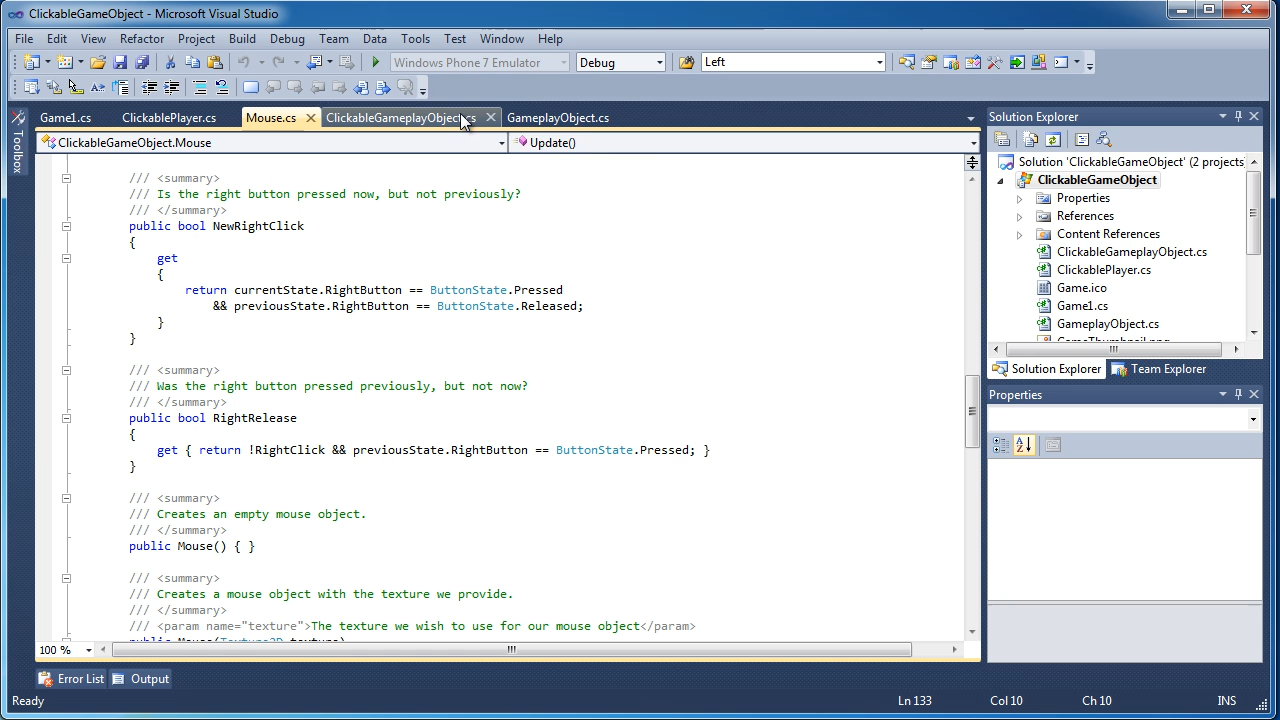 ClickableGameObject - Microsoft Visual Studio
File Edit View Refactor Project Build Debug Team Data Tools Test Window Help
Windows Phone 7 Emulator Debug Left
Game1.cs ClickablePlayer.cs Mouse.cs ClickableGameplayObject.cs GameplayObject.cs
Toolbox
ClickableGameObject.Mouse Update()
/// <summary>
/// Is the right button pressed now, but not previously?
/// </summary>
public bool NewRightClick
{
get
{
return currentState.RightButton == ButtonState.Pressed
&& previousState.RightButton == ButtonState.Released;
}
}
/// <summary>
/// Was the right button pressed previously, but not now?
/// </summary>
public bool RightRelease
{
get { return !RightClick && previousState.RightButton == ButtonState.Pressed; }
}
/// <summary>
/// Creates an empty mouse object.
/// </summary>
public Mouse() { }
/// <summary>
/// Creates a mouse object with the texture we provide.
/// </summary>
/// <param name="texture">The texture we wish to use for our mouse object</param>
public Mouse(Texture2D texture)
100 %
Solution Explorer
Solution 'ClickableGameObject' (2 projects
ClickableGameObject
Properties
References
Content References
ClickableGameplayObject.cs
ClickablePlayer.cs
Game.ico
Game1.cs
GameplayObject.cs
GameThumbnail.png
Solution Explorer Team Explorer
Properties
Error List Output
Ready Ln 133 Col 10 Ch 10 INS